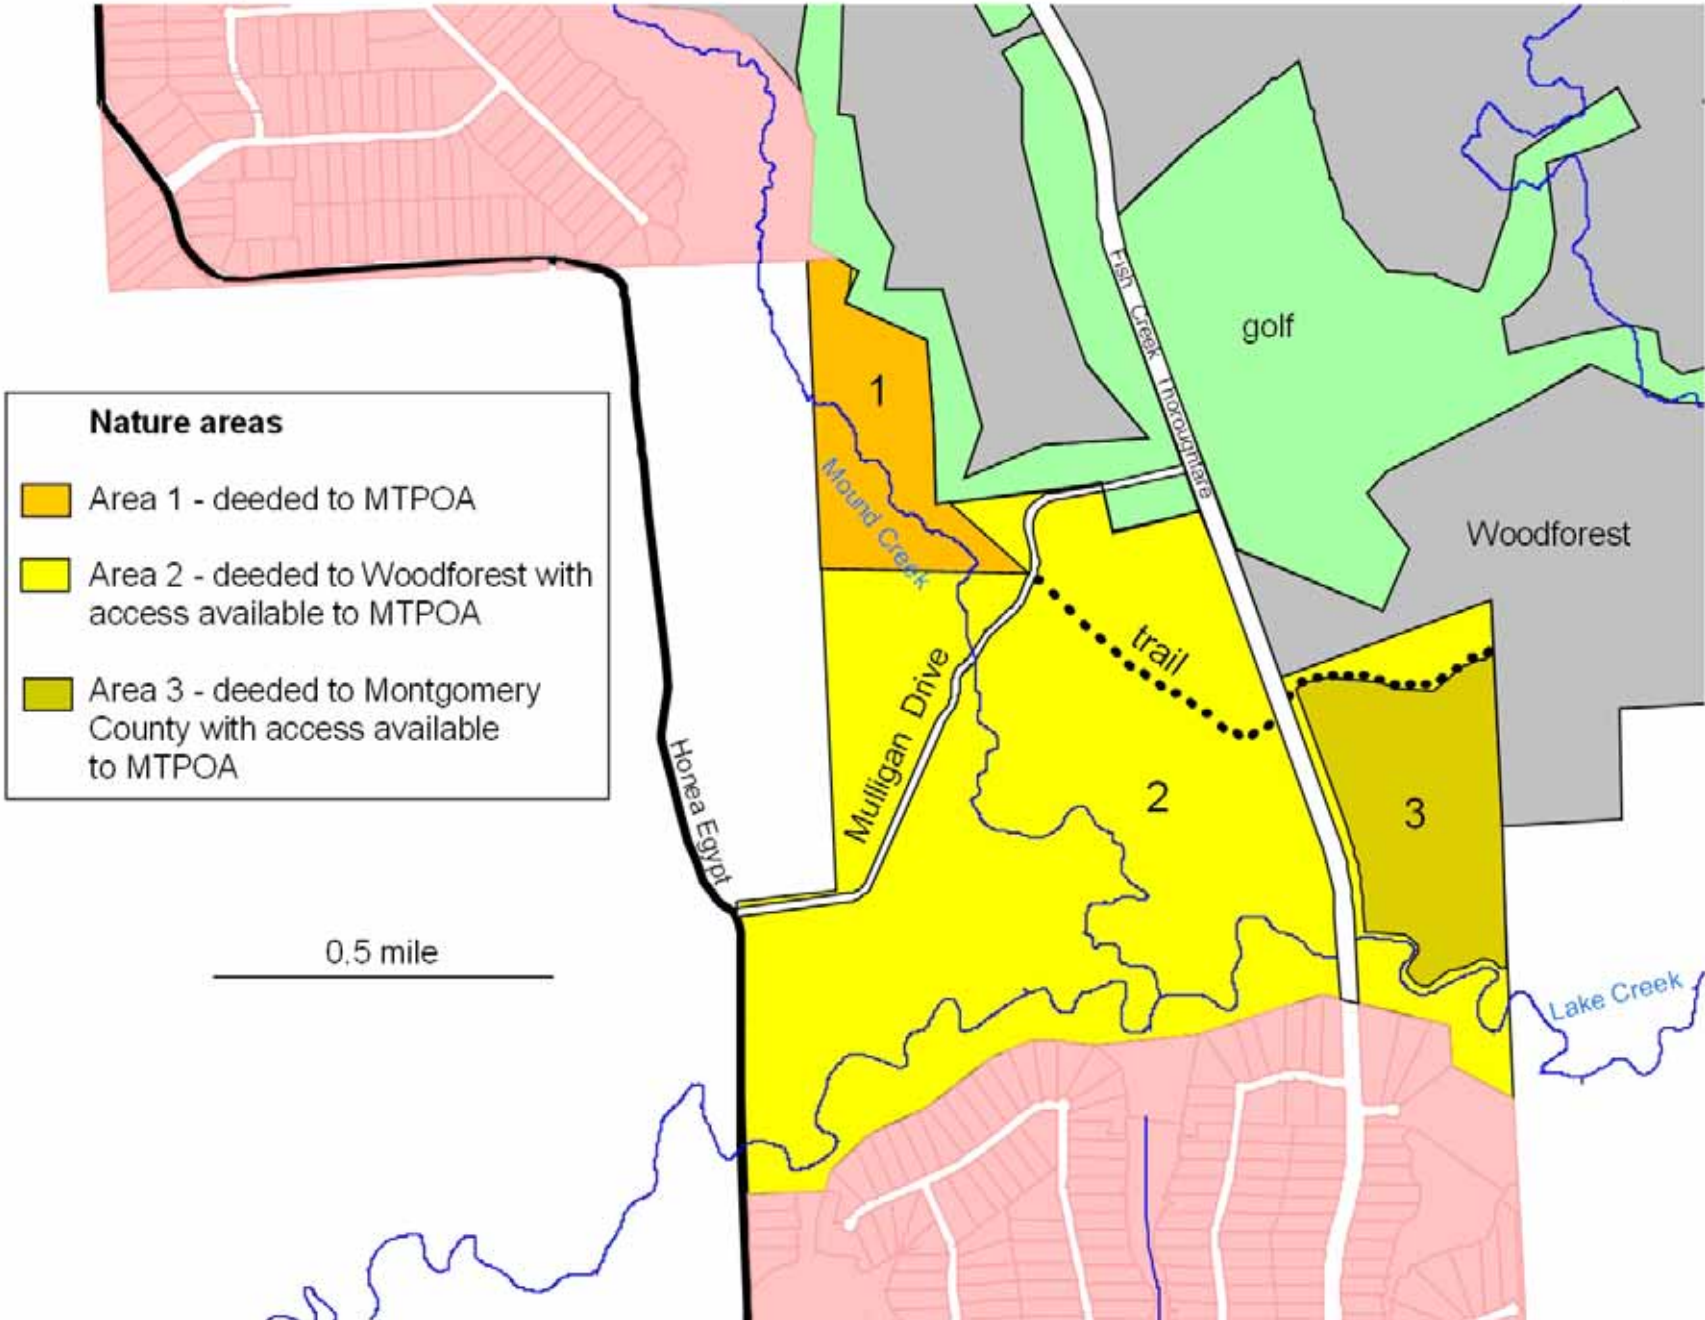 Fish Creek Thoroughfare
golf
1
Nature areas
Area 1 - deeded to MTPOA
Mound Creek
Woodforest
Area 2 - deeded to Woodforest with
access available to MTPOA
trail
Area 3 - deeded to Montgomery
County with access available
to MTPOA
Mulligan Drive
Honea Egypt
2
3
0.5 mile
Lake Creek